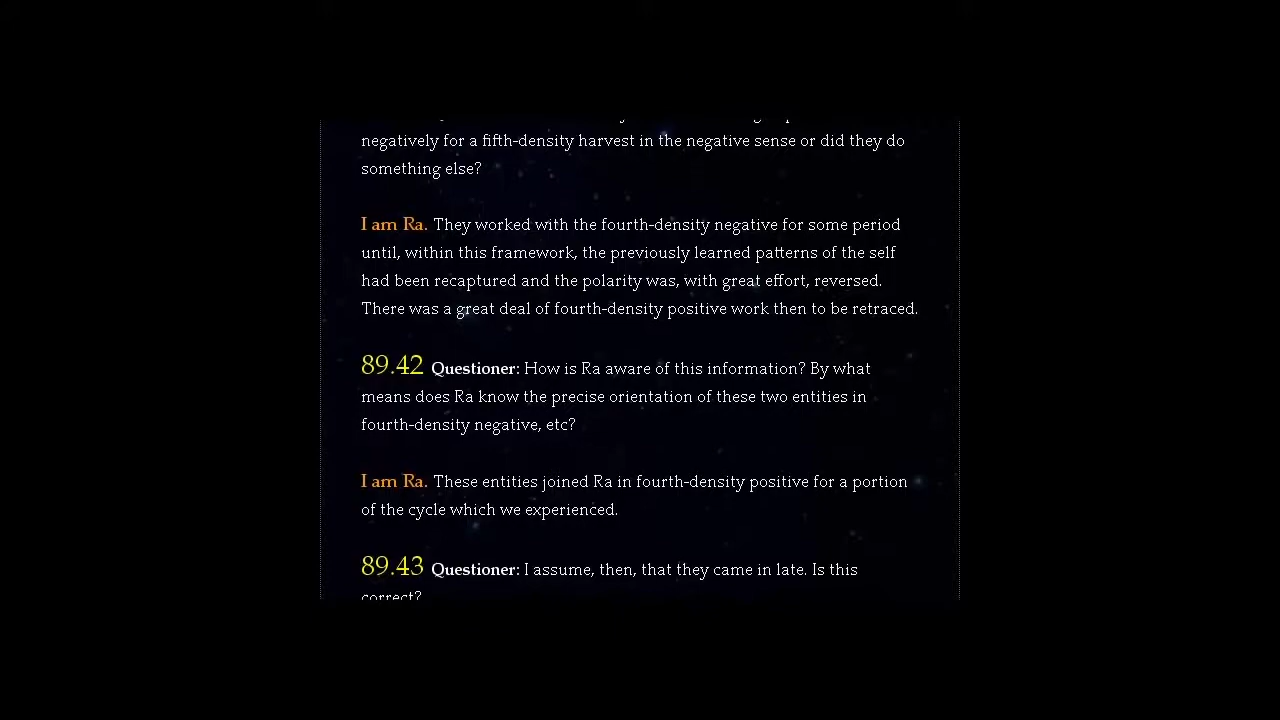 negatively for a fifth-density harvest in the negative sense or did they do
something else?
I am Ra. They worked with the fourth-density negative for some period
until, within this framework, the previously learned patterns of the self
had been recaptured and the polarity was, with great effort, reversed.
There was a great deal of fourth-density positive work then to be retraced.
89.42 Questioner: How is Ra aware of this information? By what
means does Ra know the precise orientation of these two entities in
fourth-density negative, etc?
I am Ra. These entities joined Ra in fourth-density positive for a portion
of the cycle which we experienced.
89.43 Questioner: I assume, then, that they came in late. Is this
correct?